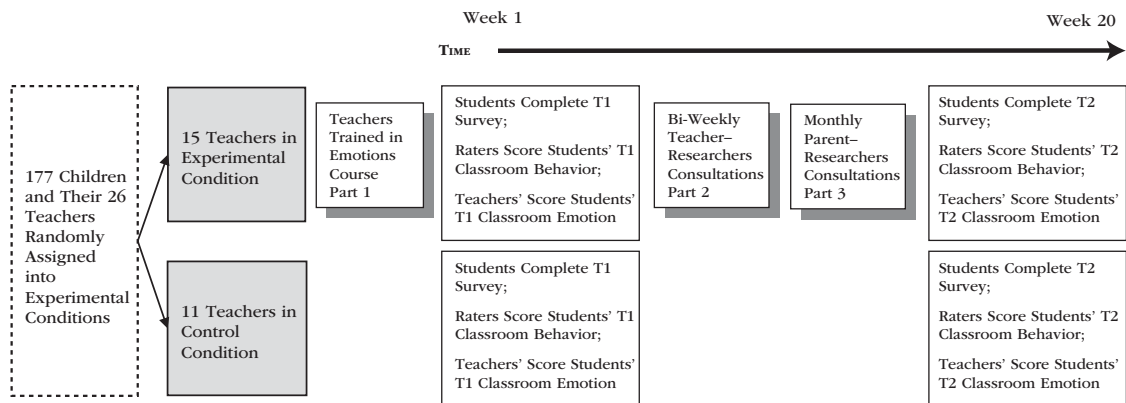 Week 1
Week 20
TIME
177 Children
and Their 26
Teachers
Randomly
Assigned
into
Experimental
Conditions
15 Teachers in
Experimental
Condition
Teachers
Trained in
Emotions
Course
Part 1
Students Complete T1
Survey;
Raters Score Students' T1
Classroom Behavior;
Teachers' Score Students'
T1 Classroom Emotion
Bi-Weekly
Teacher–
Researchers
Consultations
Part 2
Monthly
Parent–
Researchers
Consultations
Part 3
Students Complete T2
Survey;
Raters Score Students' T2
Classroom Behavior;
Teachers' Score Students'
T2 Classroom Emotion
11 Teachers in
Control
Condition
Students Complete T1
Survey;
Raters Score Students' T1
Classroom Behavior;
Teachers' Score Students'
T1 Classroom Emotion
Students Complete T2
Survey;
Raters Score Students' T2
Classroom Behavior;
Teachers' Score Students'
T2 Classroom Emotion